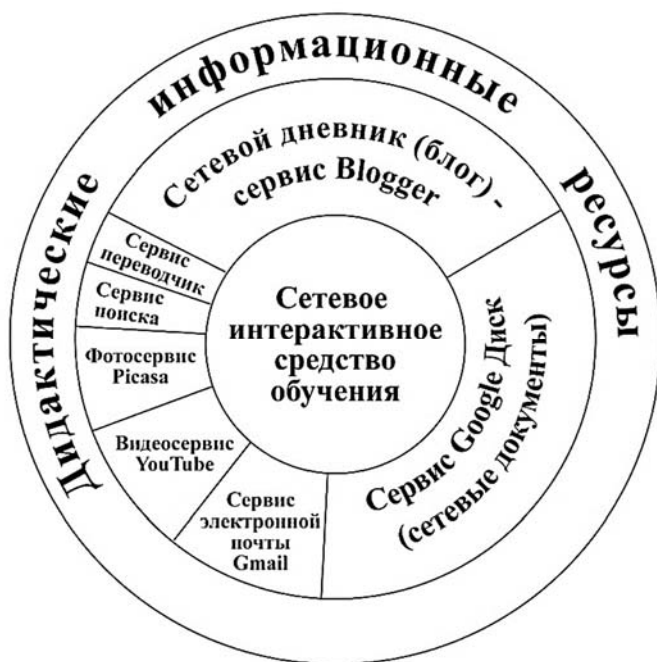 Дидактические информационные ресурсы
Сетевой дневник (блог) -
сервис Blogger
Сервис
переводчик
Сервис
поиска
Фотосервис
Picasa
Видеосервис
YouTube
Сервис
электронной
почты
Gmail
Сервис Google Диск
(сетевые документы)
Сетевое
интерактивное
средство
обучения